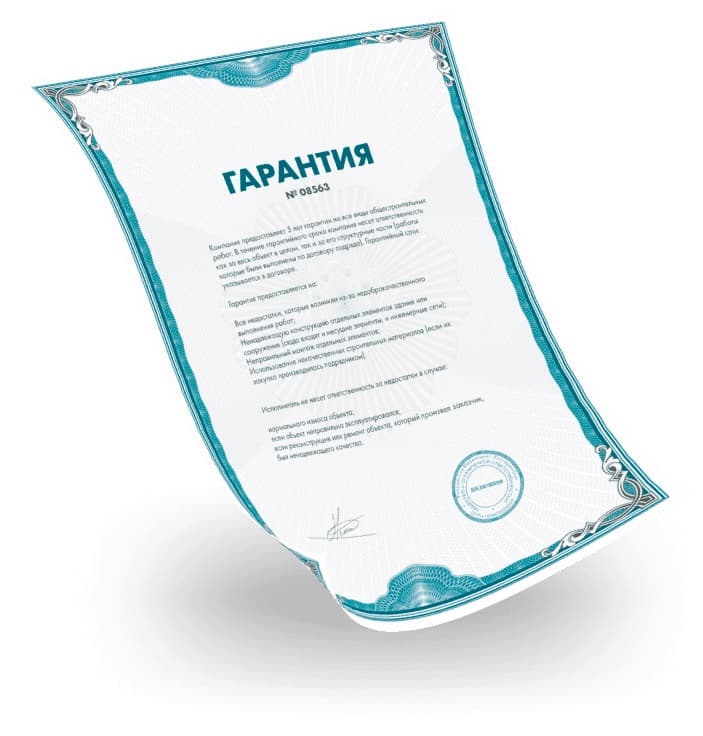 ГАРАНТИЯ
№ 08563
Компания предоставляет 5 лет гарантии на все виды общестроительных
работ. В течение гарантийного срока компания несет ответственность
как за весь объект в целом, так и за его структурные части (работы
которые были выполнены по договору подряда). Гарантийный срок
указывается в договоре.
Гарантия предоставляется на:
Все недостатки, которые возникли из-за недоброкачественного
выполнения работ;
Ненадлежащую конструкцию отдельных элементов здания или
сооружения (сюда входят и несущие элементы, и инженерные сети);
Неправильный монтаж отдельных элементов;
Использование некачественных строительных материалов (если их
закупка производилась подрядчиком).
Исполнитель не несет ответственность за недостатки в случае:
нормального износа объекта;
если объект неправильно эксплуатировался;
если реконструкция или ремонт объекта, который произвел заказчик,
был ненадлежащего качества.
ДЛЯ ДОКУМЕНТОВ